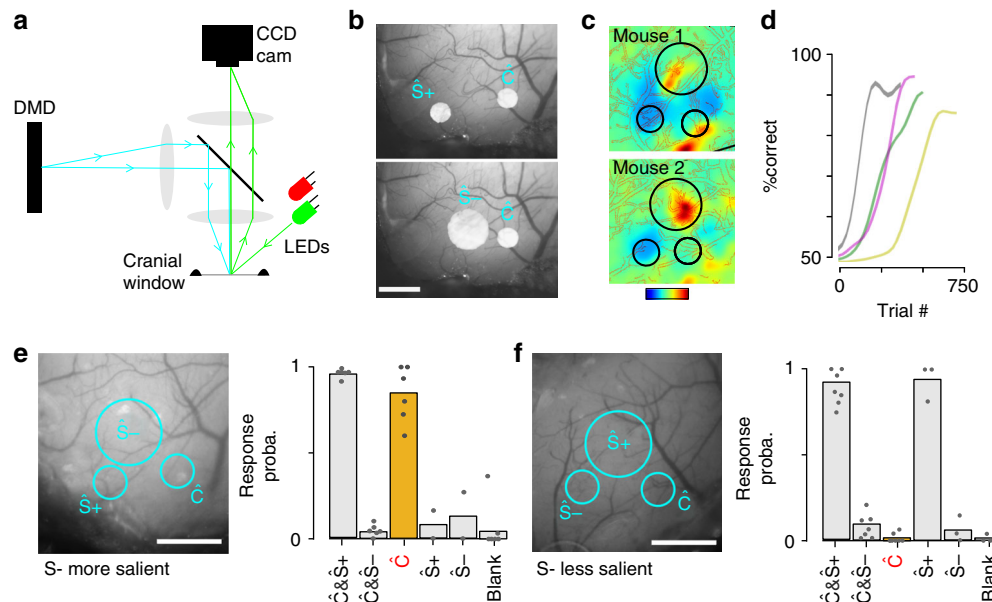 a
CCD
cam
DMD
Cranial
window
LEDs
b
Ŝ+
Ĉ
Ŝ−
Ĉ
c
Mouse 1
Mouse 2
d
100
50
%correct
0
750
Trial #
e
Ŝ−
Ŝ+
Ĉ
S- more salient
Response
proba.
1
0
Ĉ&Ŝ+
Ĉ&Ŝ−
Ĉ
Ŝ+
Ŝ−
Blank
f
Ŝ+
Ŝ−
Ĉ
S- less salient
Response
proba.
1
0
Ĉ&Ŝ+
Ĉ&Ŝ−
Ĉ
Ŝ+
Ŝ−
Blank